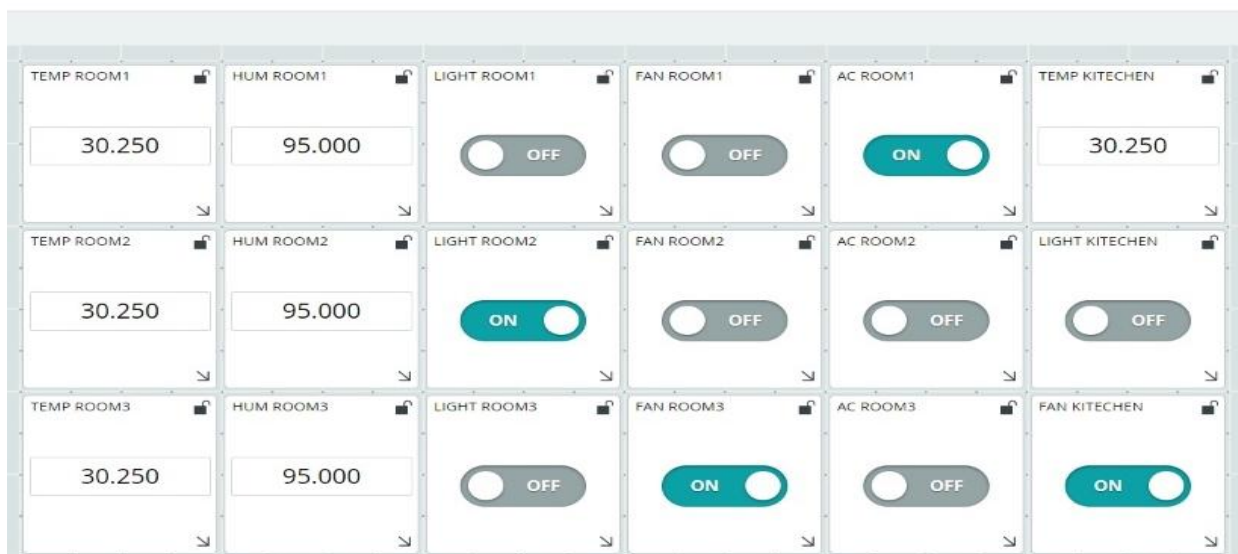 TEMP ROOM1 HUM ROOM1 LIGHT ROOM1 FAN ROOM1 AC ROOM1 TEMP KITECHEN
30.250 95.000 OFF OFF ON 30.250
TEMP ROOM2 HUM ROOM2 LIGHT ROOM2 FAN ROOM2 AC ROOM2 LIGHT KITECHEN
30.250 95.000 ON OFF OFF OFF
TEMP ROOM3 HUM ROOM3 LIGHT ROOM3 FAN ROOM3 AC ROOM3 FAN KITECHEN
30.250 95.000 OFF ON OFF ON